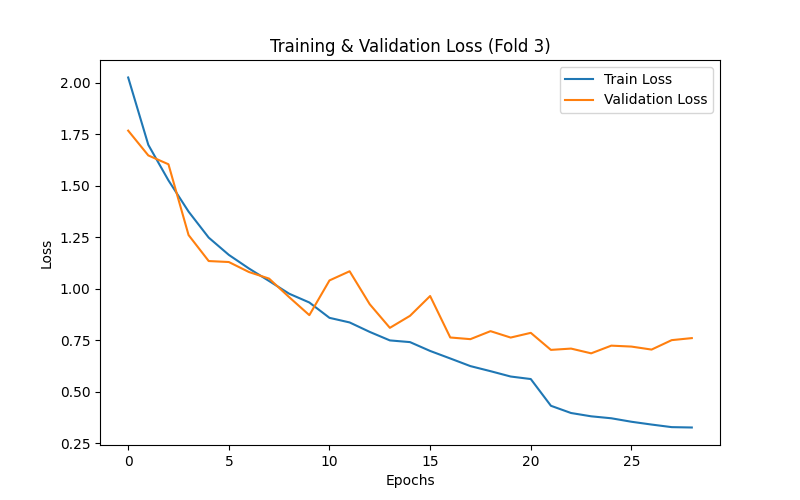 Training & Validation Loss (Fold 3)
Train Loss
Validation Loss
2.00
1.75
1.50
1.25
1.00
0.75
0.50
0.25
Loss
0 5 10 15 20 25
Epochs